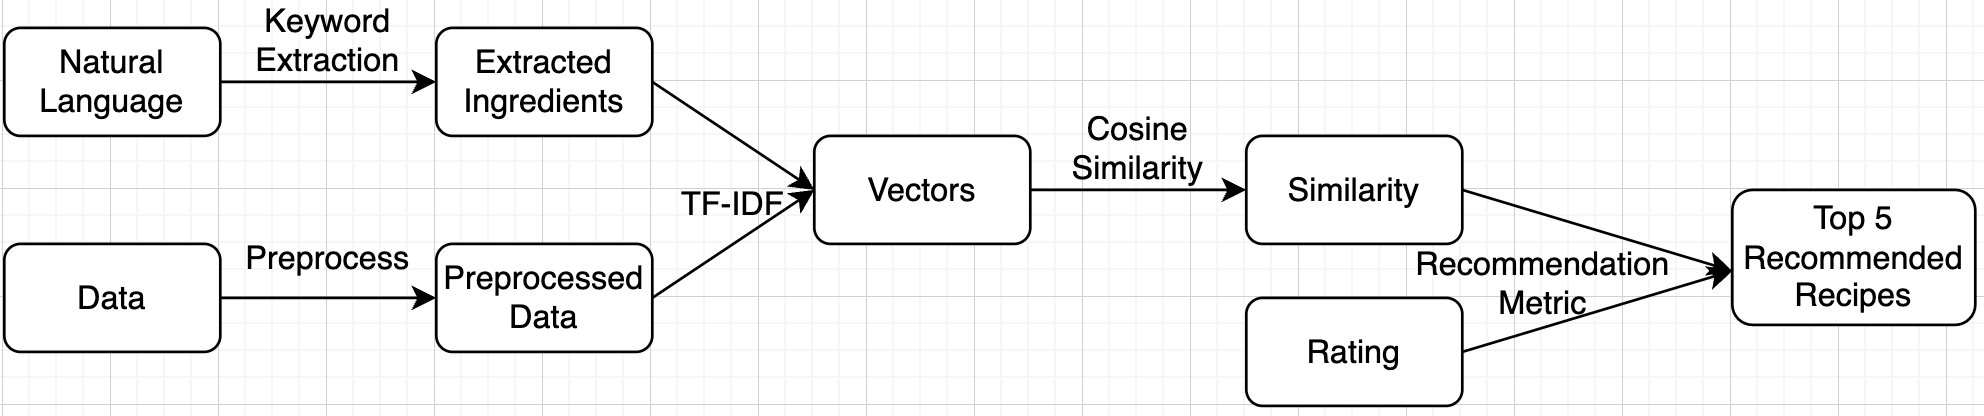 Natural
Language
Keyword
Extraction
Extracted
Ingredients
Data
Preprocess
Preprocessed
Data
TF-IDF
Vectors
Cosine
Similarity
Similarity
Rating
Recommendation
Metric
Top 5
Recommended
Recipes